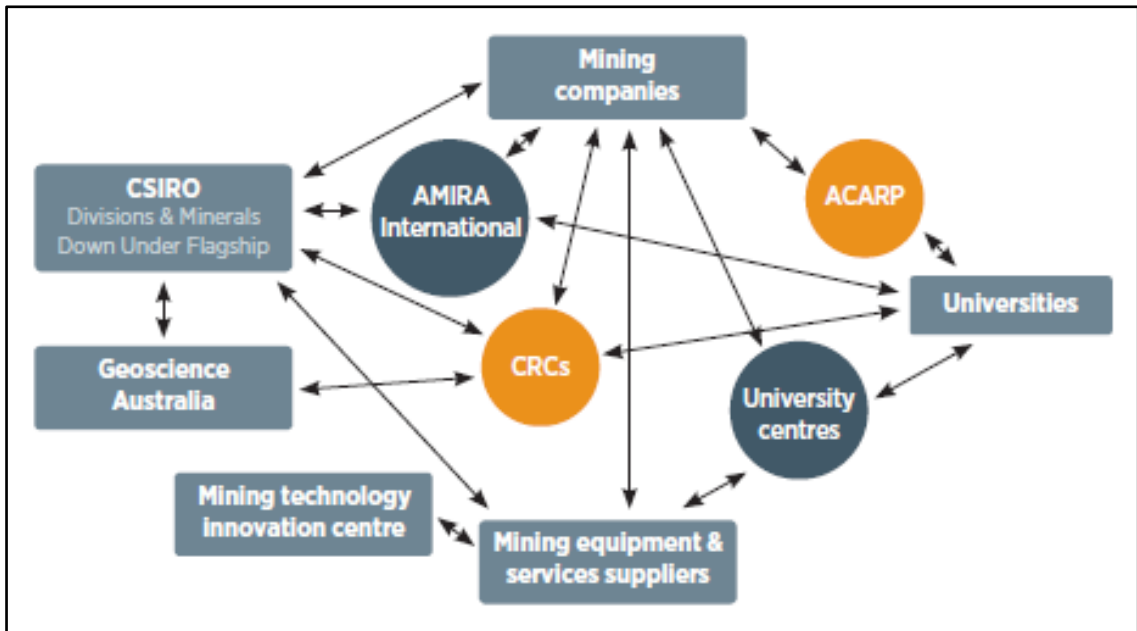 Mining
companies
CSIRO
Divisions & Minerals
Down Under Flagship
AMIRA
International
ACARP
Universities
Geoscience
Australia
CRCs
University
centres
Mining technology
innovation centre
Mining equipment &
services suppliers